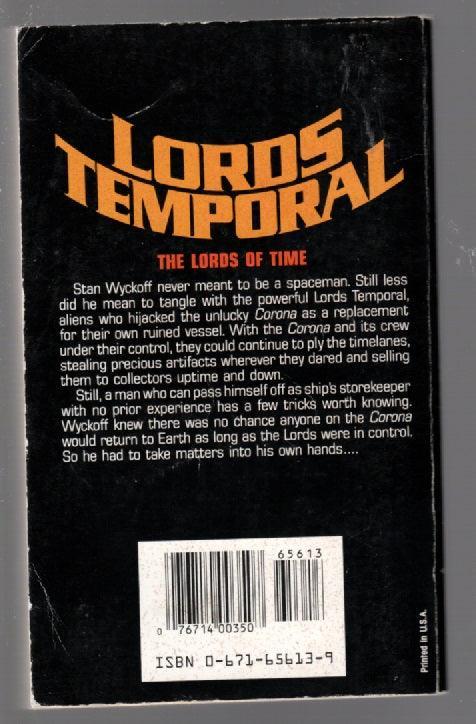 LORDS
TEMPORAL
THE LORDS OF TIME
Stan Wyckoff never meant to be a spaceman. Still less
did he mean to tangle with the powerful Lords Temporal,
aliens who hijacked the unlucky Corona as a replacement
for their own ruined vessel. With the Corona and its crew
under their control, they could continue to ply the timelanes,
stealing precious artifacts wherever they dared and selling
them to collectors uptime and down.
Still, a man who can pass himself off as ship's storekeeper
with no prior experience has a few tricks worth knowing.
Wyckoff knew there was no chance anyone on the Corona
would return to Earth as long as the Lords were in control.
So he had to take matters into his own hands....
65613
0 76714 00350
ISBN 0-671-65613-9
Printed in U.S.A.